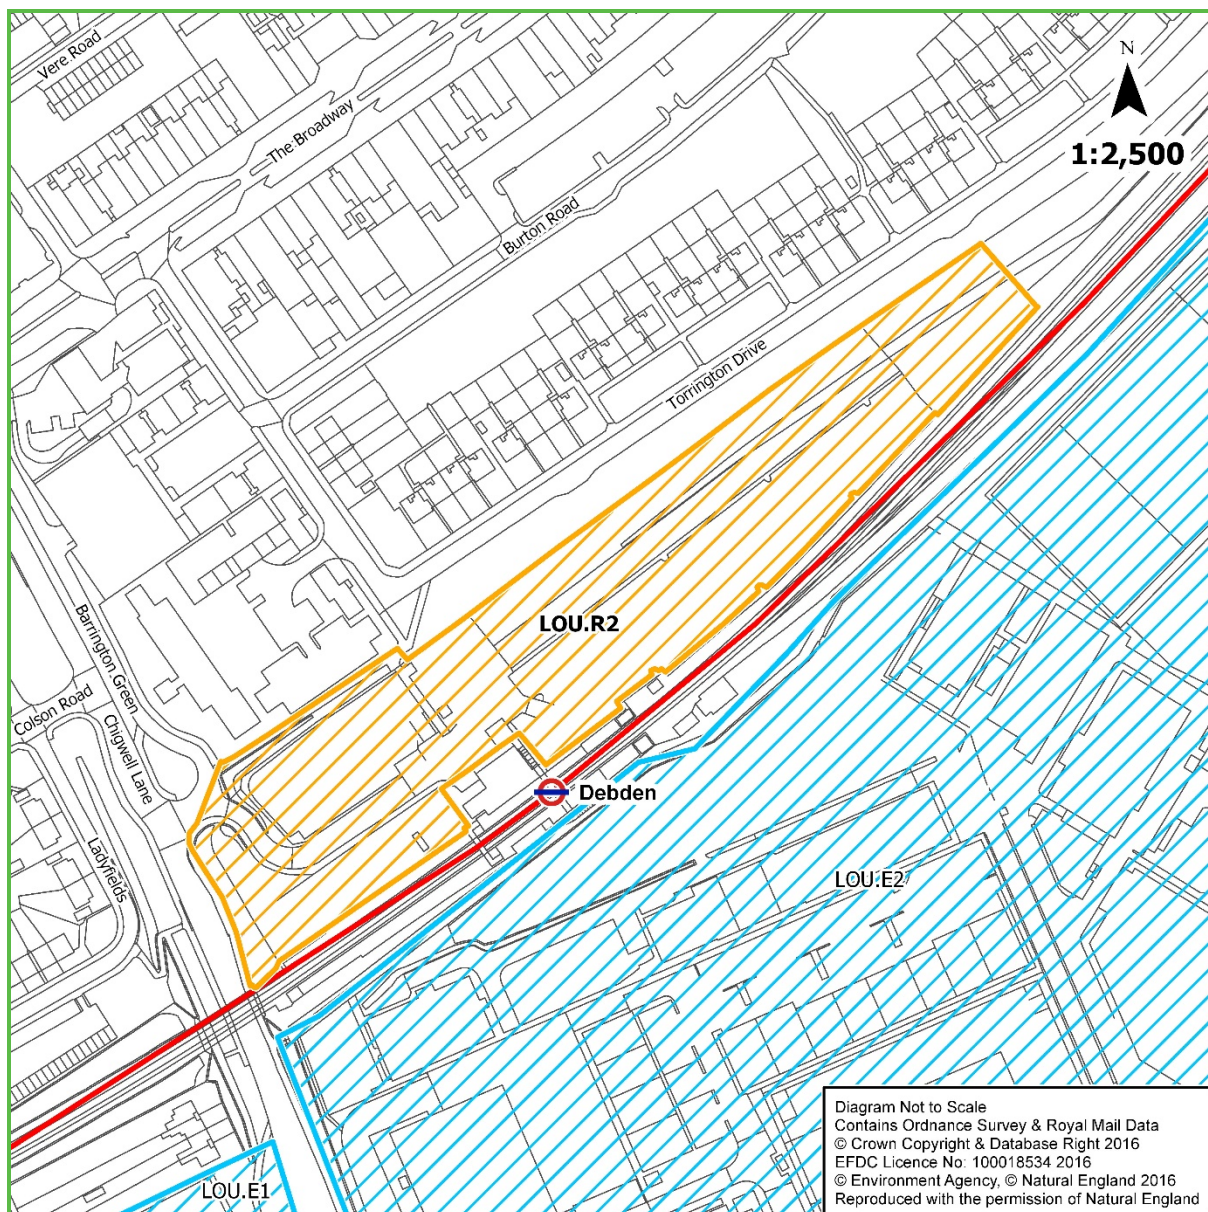 Vere Road
The Broadway
N
1:2,500
Burton Road
Torrington Drive
LOU.R2
Barrington Green
Colson Road
Chigwell Lane
Debden
Ladyfields
LOU.E2
LOU.E1
Diagram Not to Scale
Contains Ordnance Survey & Royal Mail Data
© Crown Copyright & Database Right 2016
EFDC Licence No: 100018534 2016
© Environment Agency, © Natural England 2016
Reproduced with the permission of Natural England